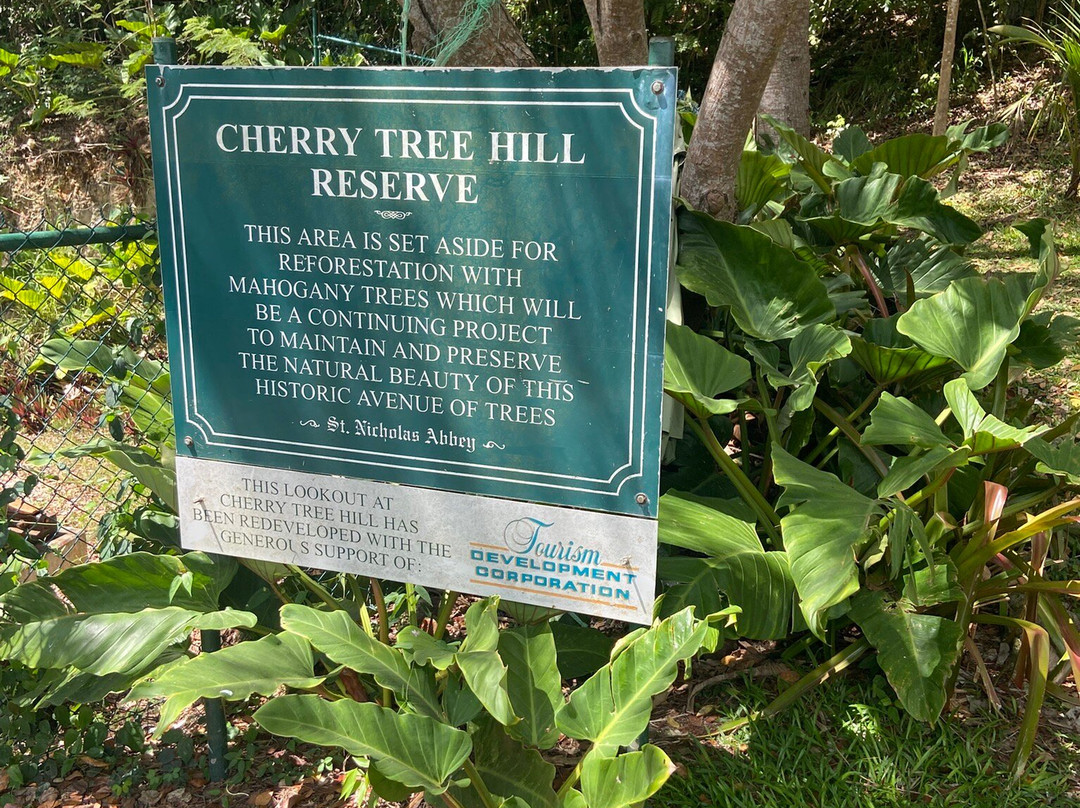 CHERRY TREE HILL
RESERVE
THIS AREA IS SET ASIDE FOR
REFORESTATION WITH
MAHOGANY TREES WHICH WILL
BE A CONTINUING PROJECT
TO MAINTAIN AND PRESERVE
THE NATURAL BEAUTY OF THIS
HISTORIC AVENUE OF TREES
St. Nicholas Abbey
THIS LOOKOUT AT
CHERRY TREE HILL HAS
BEEN REDEVELOPED WITH THE
GENEROUS SUPPORT OF:
Tourism
DEVELOPMENT
CORPORATION